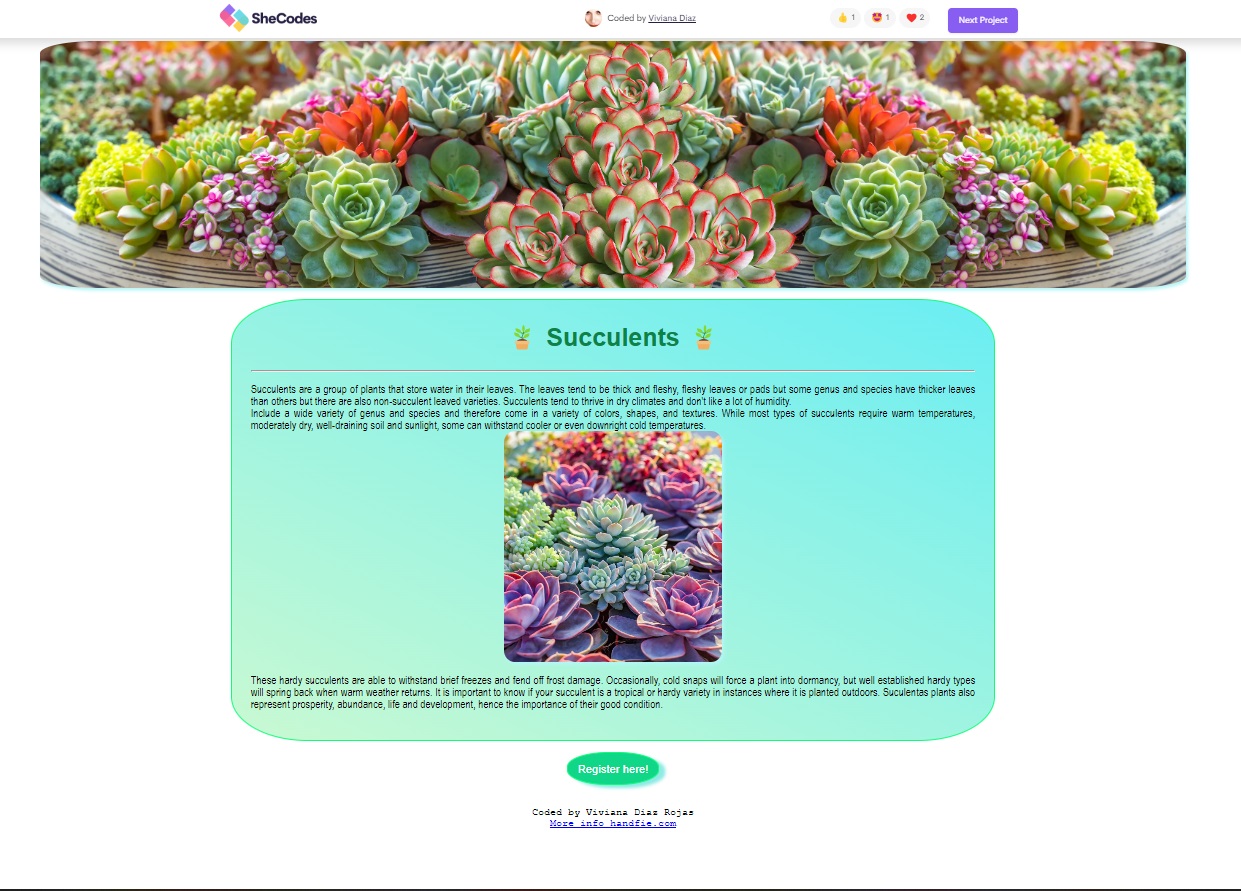 SheCodes
Coded by Viviana Diaz
👍 1 😍 1 ❤️ 2
Next Project
🪴 Succulents 🪴
Succulents are a group of plants that store water in their leaves. The leaves tend to be thick and fleshy, fleshy leaves or pads but some genus and species have thicker leaves
than others but there are also non-succulent leaved varieties. Succulents tend to thrive in dry climates and don't like a lot of humidity.
Include a wide variety of genus and species and therefore come in a variety of colors, shapes, and textures. While most types of succulents require warm temperatures,
moderately dry, well-draining soil and sunlight, some can withstand cooler or even downright cold temperatures.
These hardy succulents are able to withstand brief freezes and fend off frost damage. Occasionally, cold snaps will force a plant into dormancy, but well established hardy types
will spring back when warm weather returns. It is important to know if your succulent is a tropical or hardy variety in instances where it is planted outdoors. Suculentas plants also
represent prosperity, abundance, life and development, hence the importance of their good condition.
Register here!
Coded by Viviana Diaz Rojas
More info handfie.com